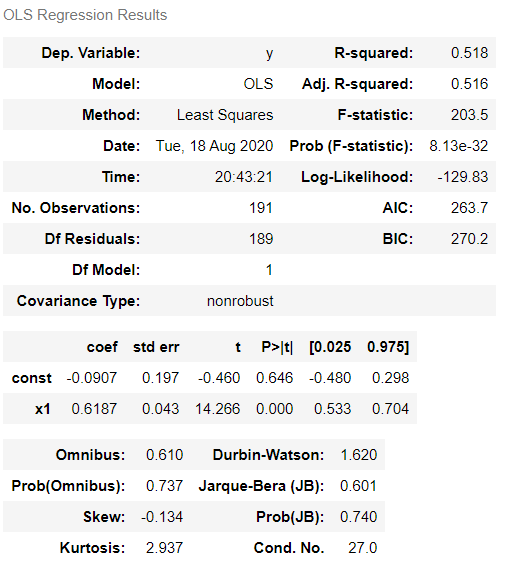 OLS Regression Results
Dep. Variable: y R-squared: 0.518
Model: OLS Adj. R-squared: 0.516
Method: Least Squares F-statistic: 203.5
Date: Tue, 18 Aug 2020 Prob (F-statistic): 8.13e-32
Time: 20:43:21 Log-Likelihood: -129.83
No. Observations: 191 AIC: 263.7
Df Residuals: 189 BIC: 270.2
Df Model: 1
Covariance Type: nonrobust
coef std err t P>|t| [0.025 0.975]
const -0.0907 0.197 -0.460 0.646 -0.480 0.298
x1 0.6187 0.043 14.266 0.000 0.533 0.704
Omnibus: 0.610 Durbin-Watson: 1.620
Prob(Omnibus): 0.737 Jarque-Bera (JB): 0.601
Skew: -0.134 Prob(JB): 0.740
Kurtosis: 2.937 Cond. No. 27.0